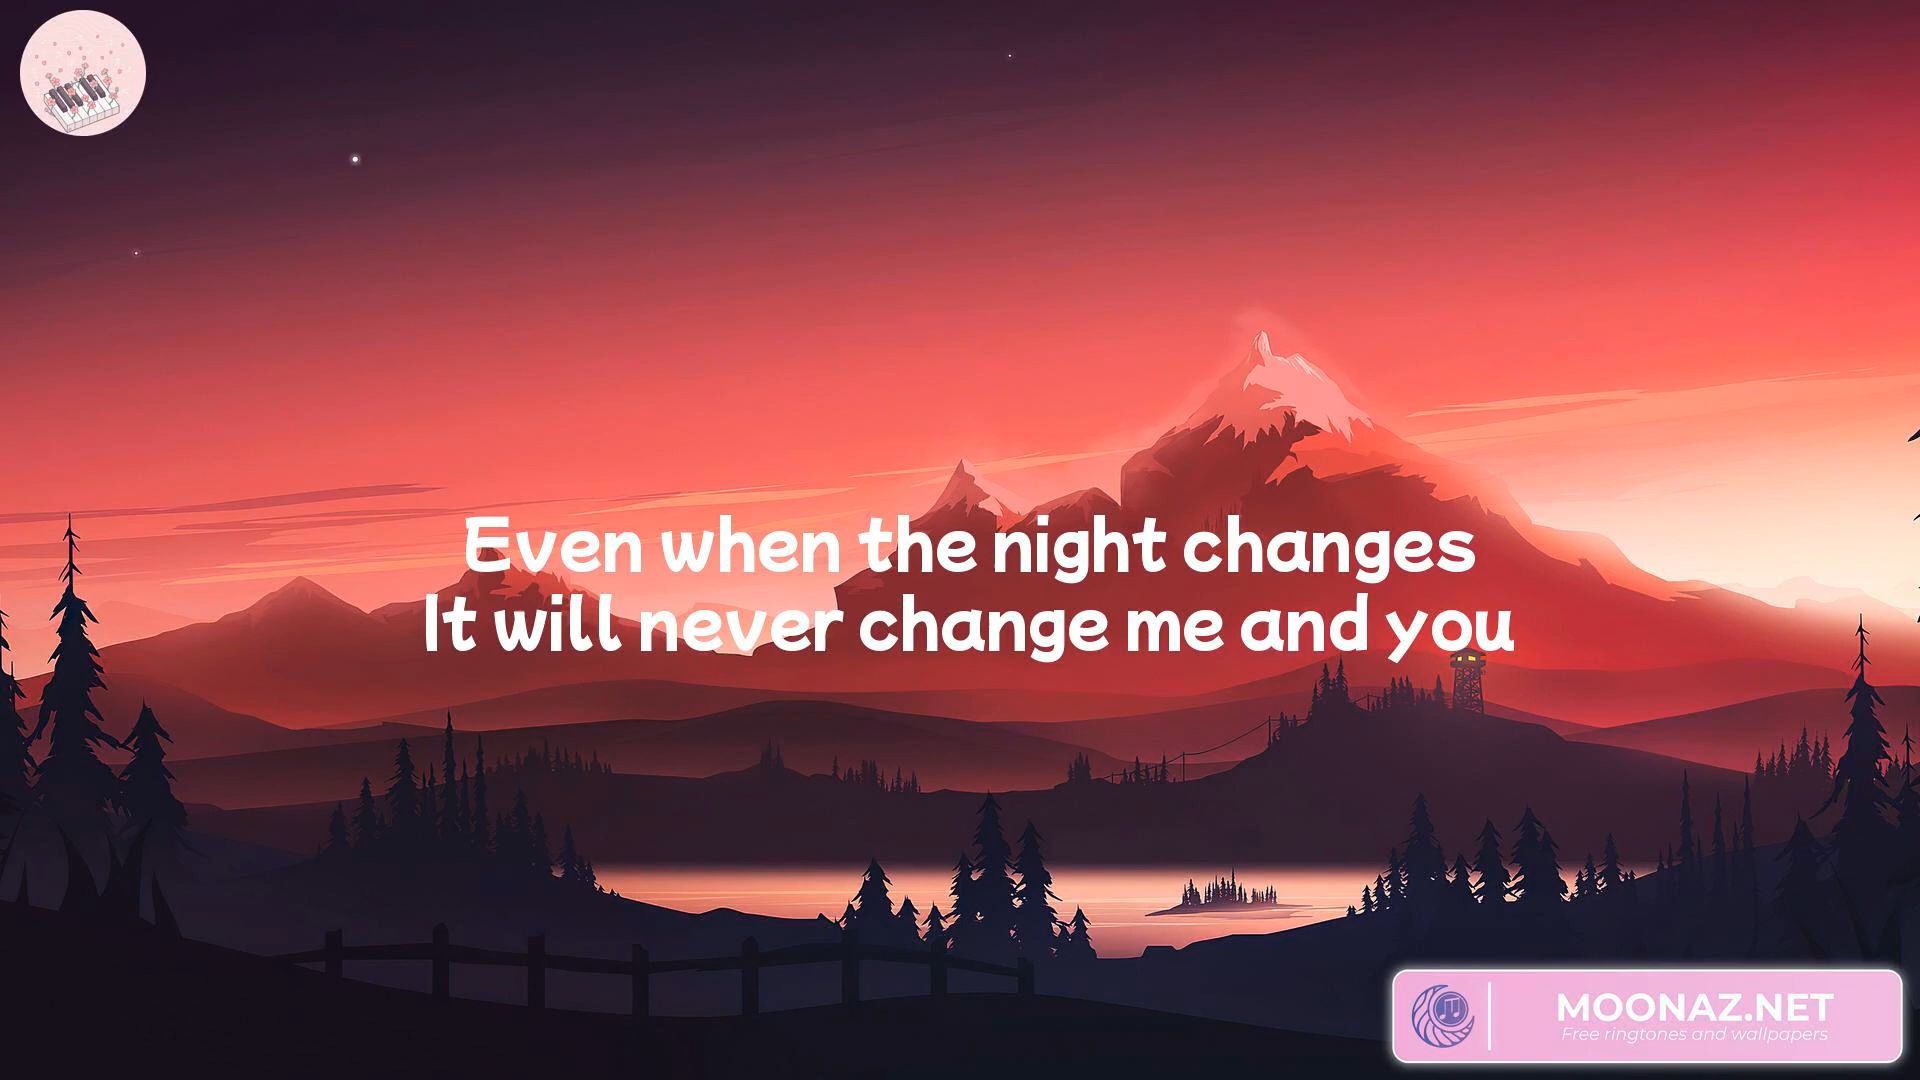 Even when the night changes
It will never change me and you
MOONAZ.NET
Free ringtones and wallpapers